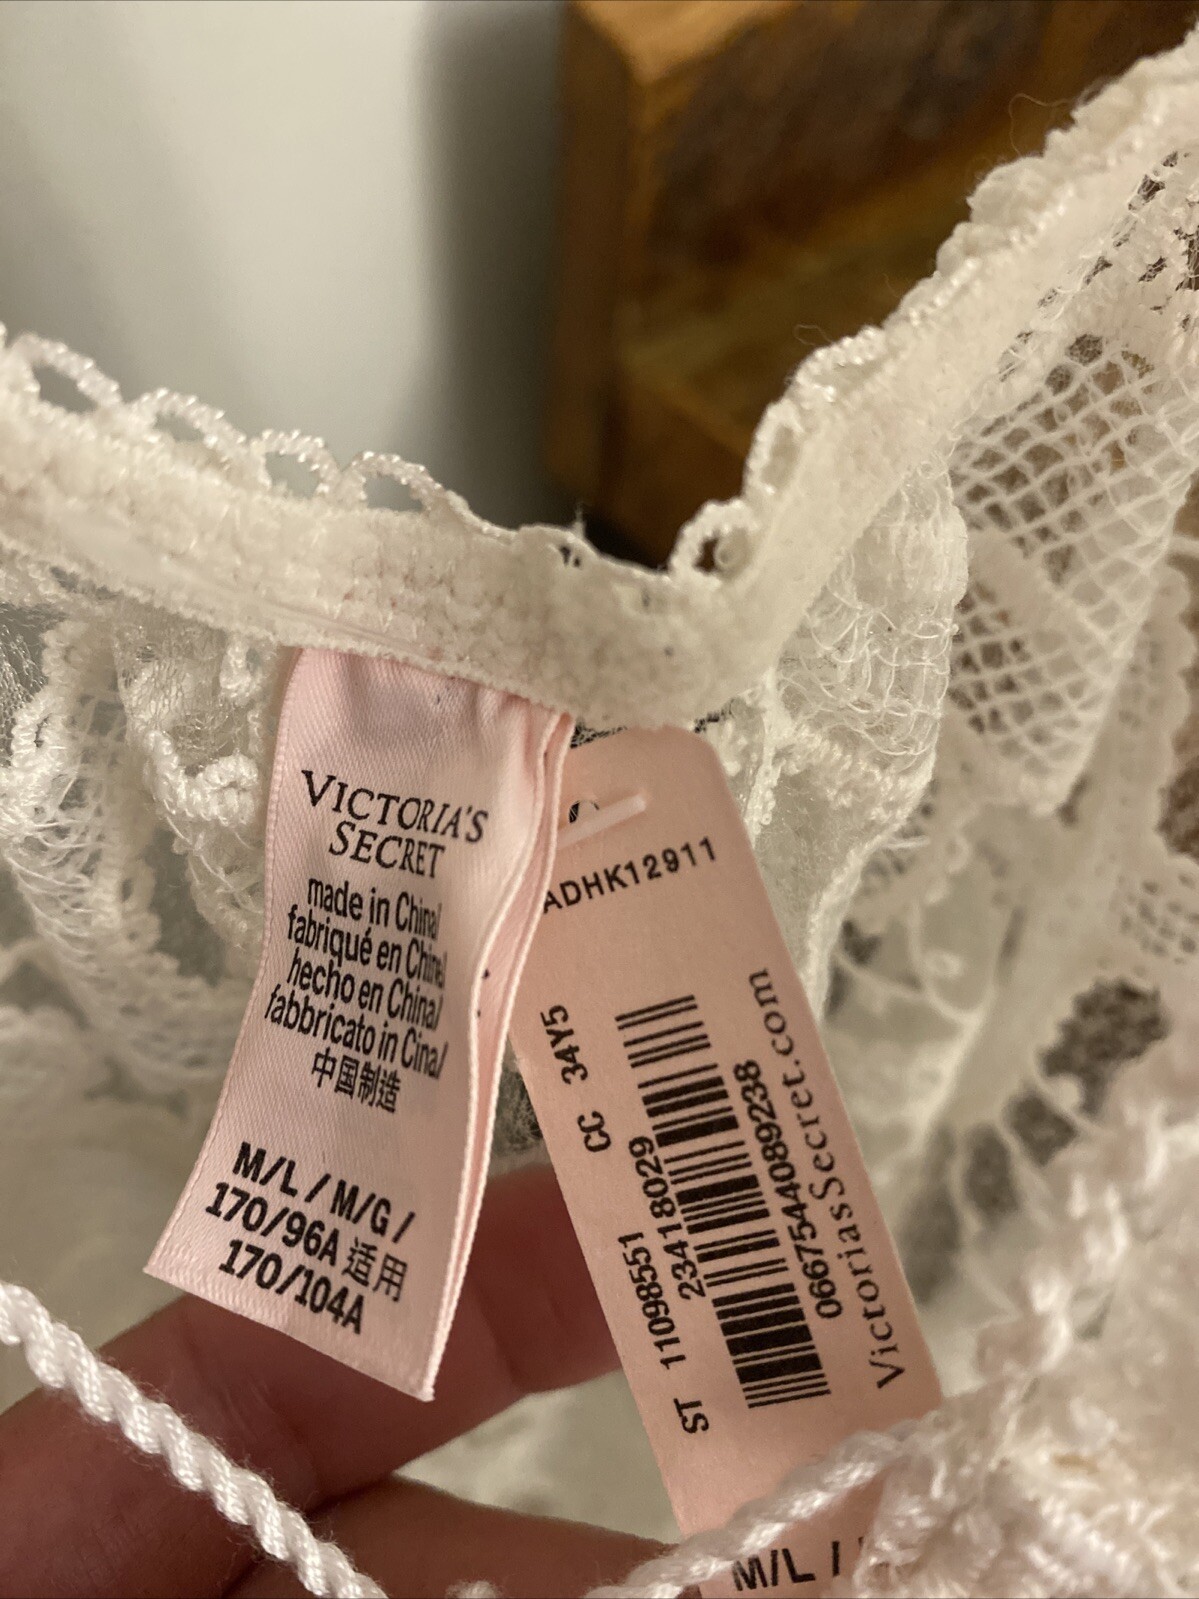 VICTORIA'S
SECRET
made in China/
fabriqué en Chine/
hecho en China/
fabbricato in Cina/
中国制造
M/L / M/G /
170/96A 适用
170/104A
ADHK12911
CC 34Y5
ST 11098551
23418029
0667544089238
VictoriasSecret.com
M/L /